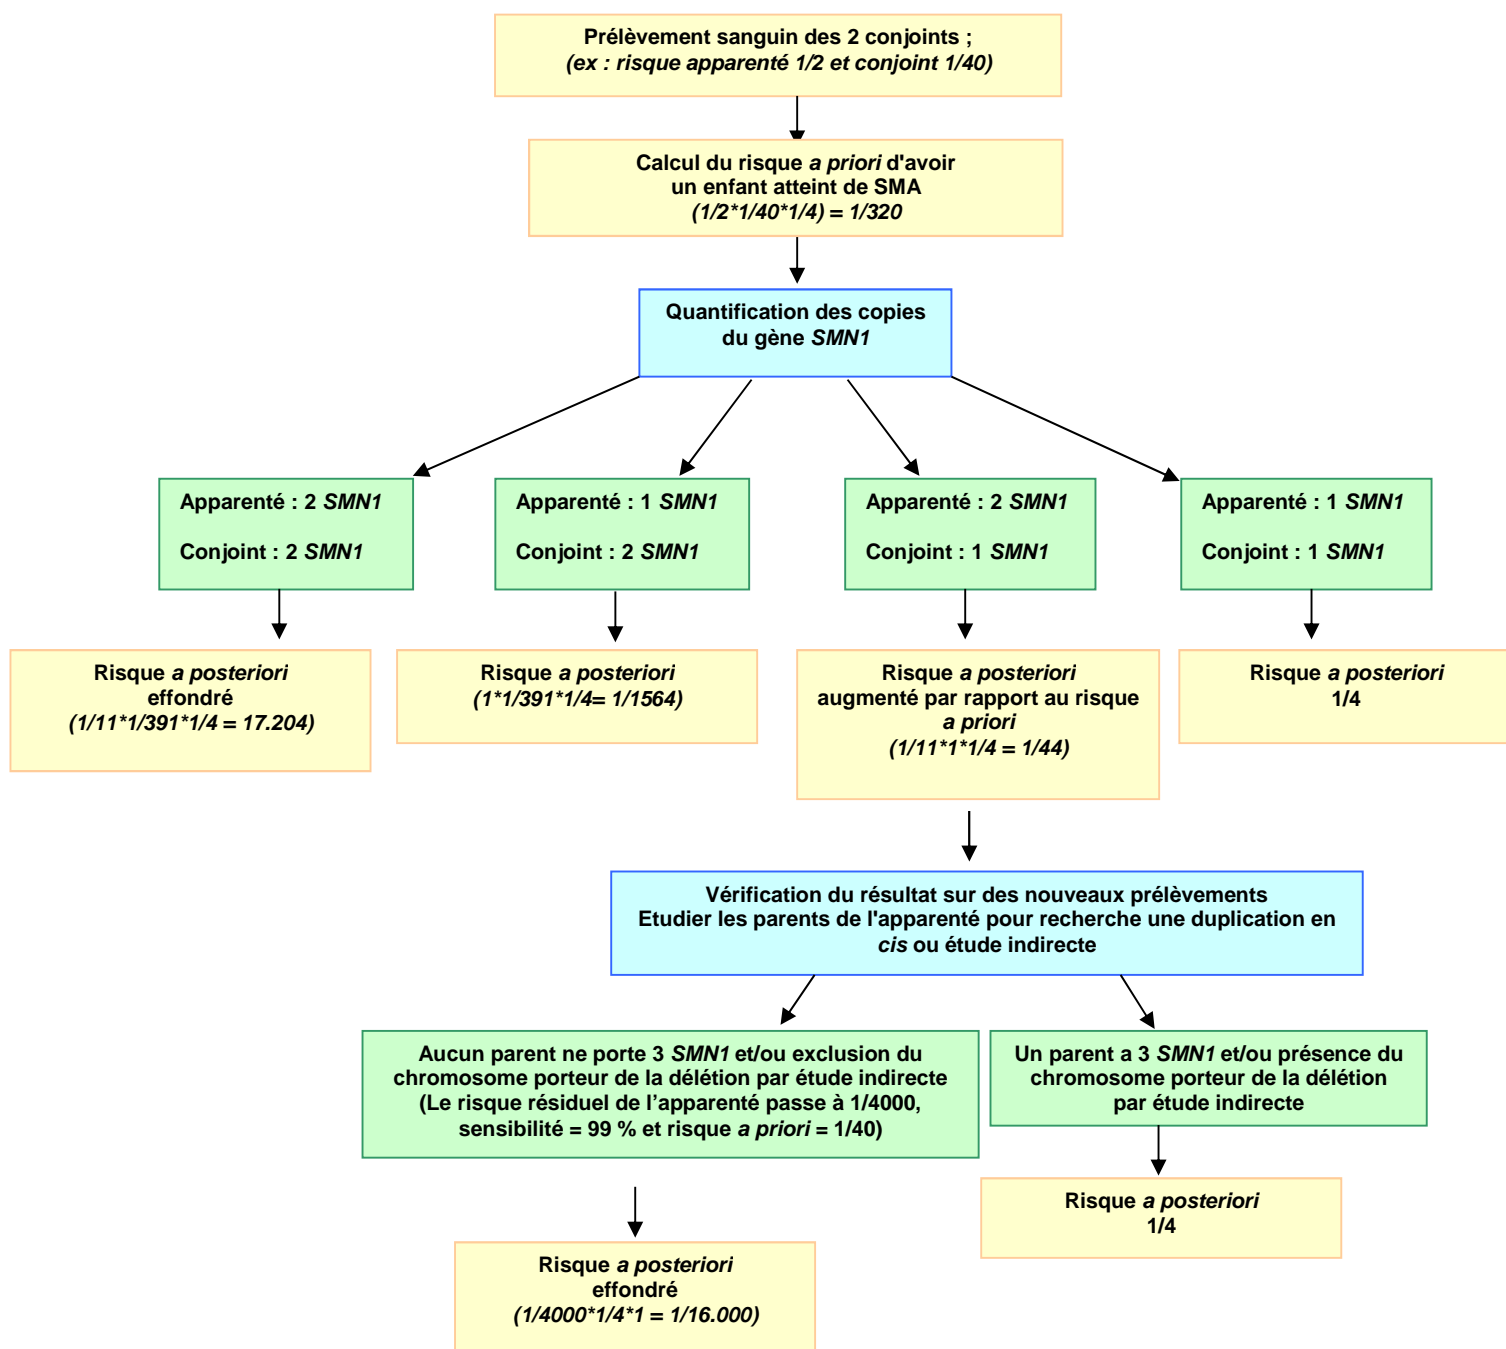 Prélèvement sanguin des 2 conjoints ;
(ex : risque apparenté 1/2 et conjoint 1/40)
Calcul du risque a priori d'avoir
un enfant atteint de SMA
(1/2*1/40*1/4) = 1/320
Quantification des copies
du gène SMN1
Apparenté : 2 SMN1
Conjoint : 2 SMN1
Apparenté : 1 SMN1
Conjoint : 2 SMN1
Apparenté : 2 SMN1
Conjoint : 1 SMN1
Apparenté : 1 SMN1
Conjoint : 1 SMN1
Risque a posteriori
effondré
(1/11*1/391*1/4 = 17.204)
Risque a posteriori
(1*1/391*1/4= 1/1564)
Risque a posteriori
augmenté par rapport au risque
a priori
(1/11*1*1/4 = 1/44)
Risque a posteriori
1/4
Vérification du résultat sur des nouveaux prélèvements
Etudier les parents de l'apparenté pour recherche une duplication en
cis ou étude indirecte
Aucun parent ne porte 3 SMN1 et/ou exclusion du
chromosome porteur de la délétion par étude indirecte
(Le risque résiduel de l’apparenté passe à 1/4000,
sensibilité = 99 % et risque a priori = 1/40)
Un parent a 3 SMN1 et/ou présence du
chromosome porteur de la délétion
par étude indirecte
Risque a posteriori
1/4
Risque a posteriori
effondré
(1/4000*1/4*1 = 1/16.000)